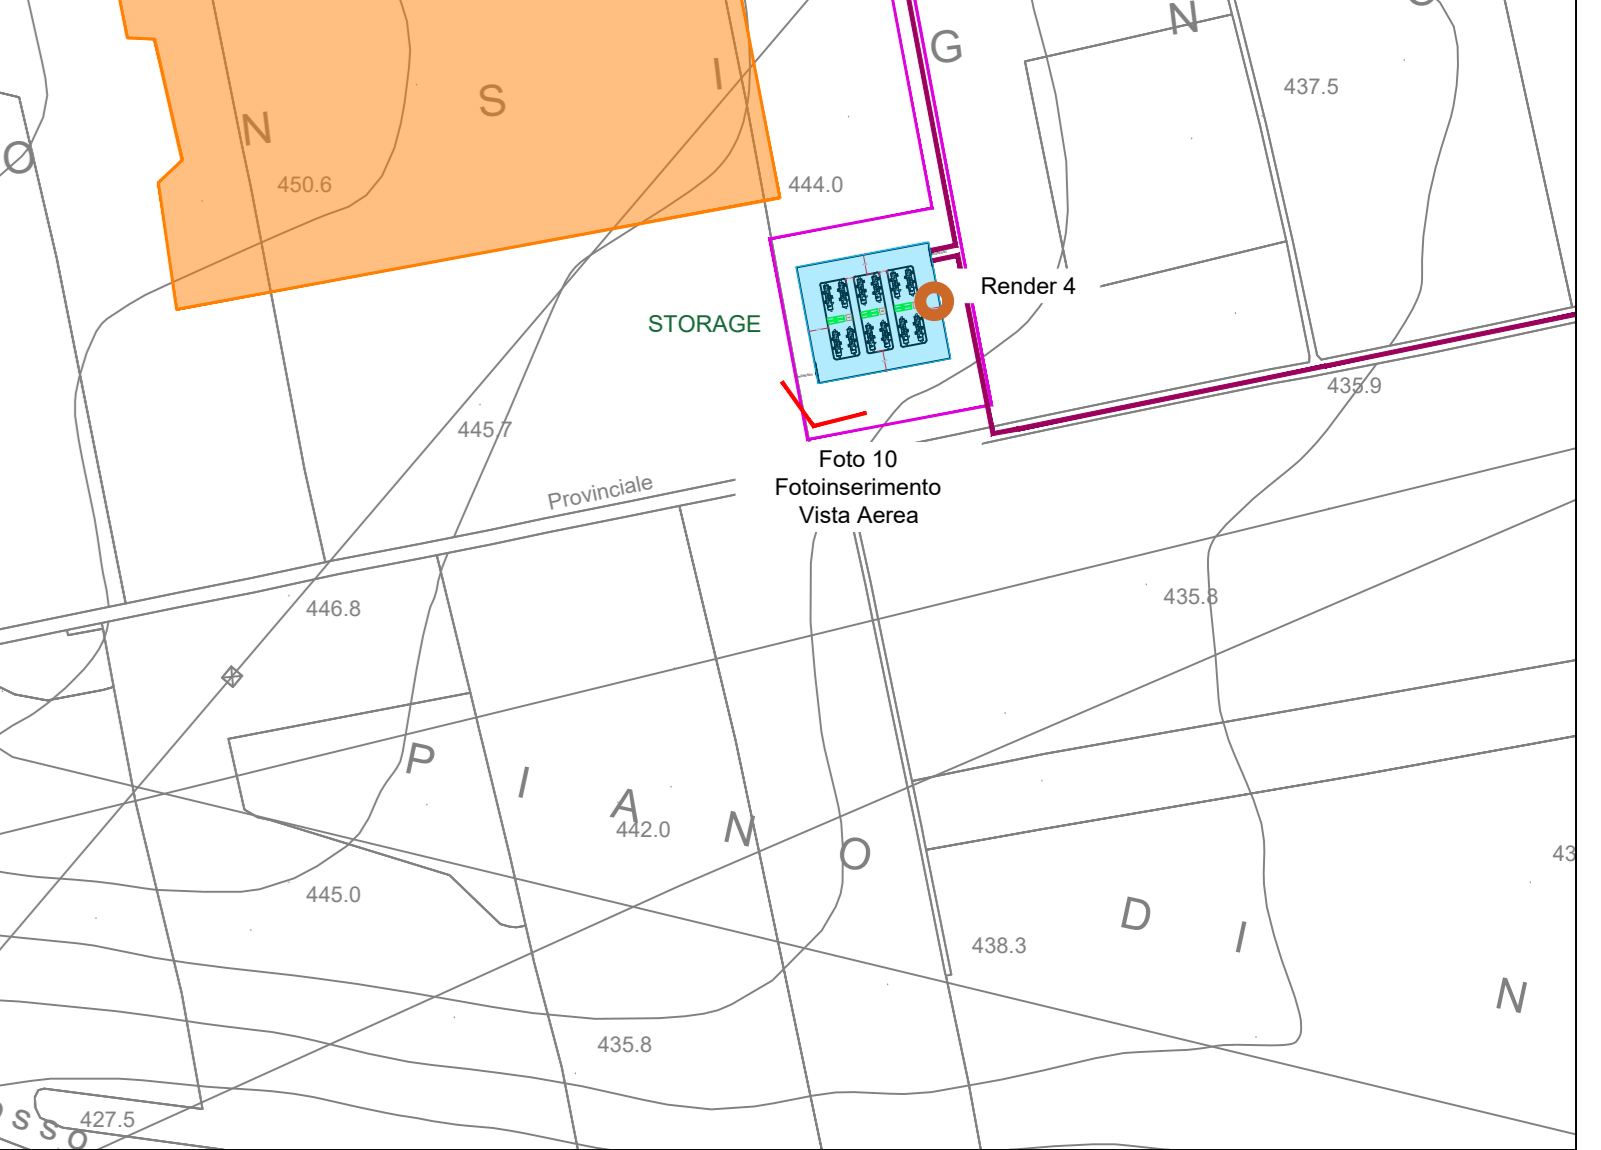 G
N
437.5
N
S
I
O
450.6
444.0
Render 4
STORAGE
435.9
445.7
Foto 10
Fotoinserimento
Vista Aerea
Provinciale
446.8
435.8
P I A N O
442.0
445.0
D I N
438.3
435.8
427.5
osso